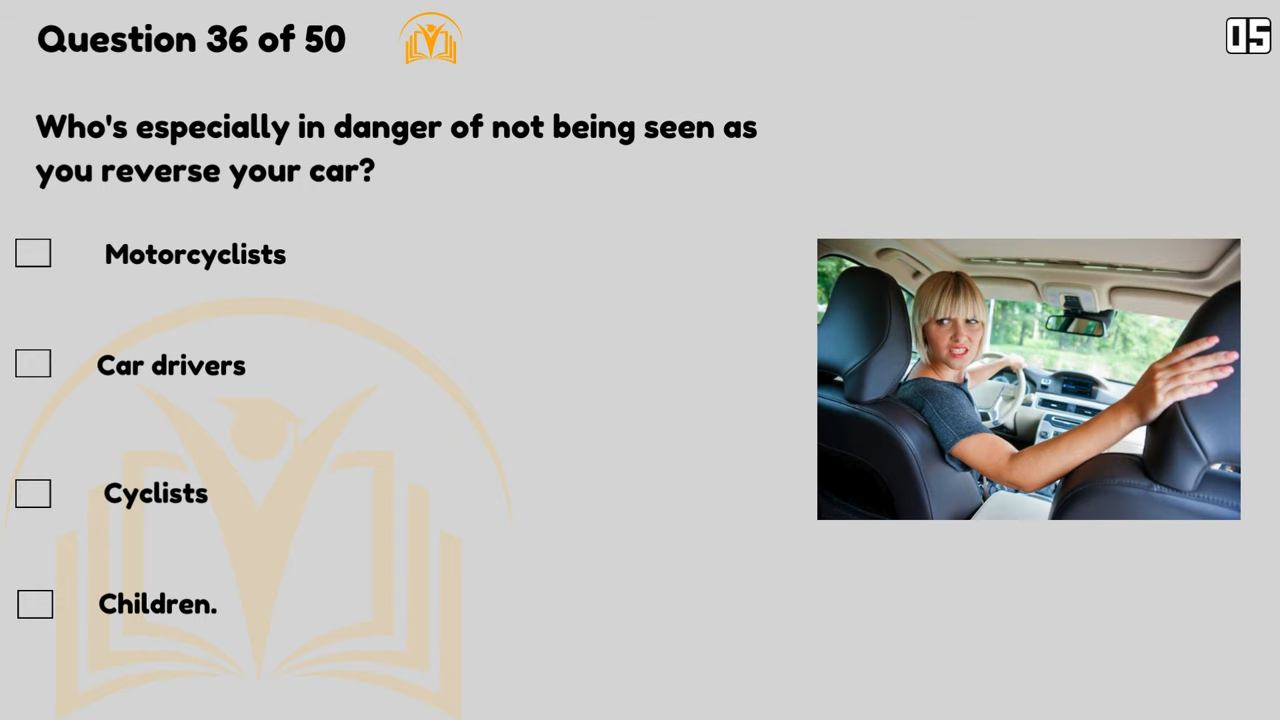 Question 36 of 50
05
Who's especially in danger of not being seen as
you reverse your car?
Motorcyclists
Car drivers
Cyclists
Children.